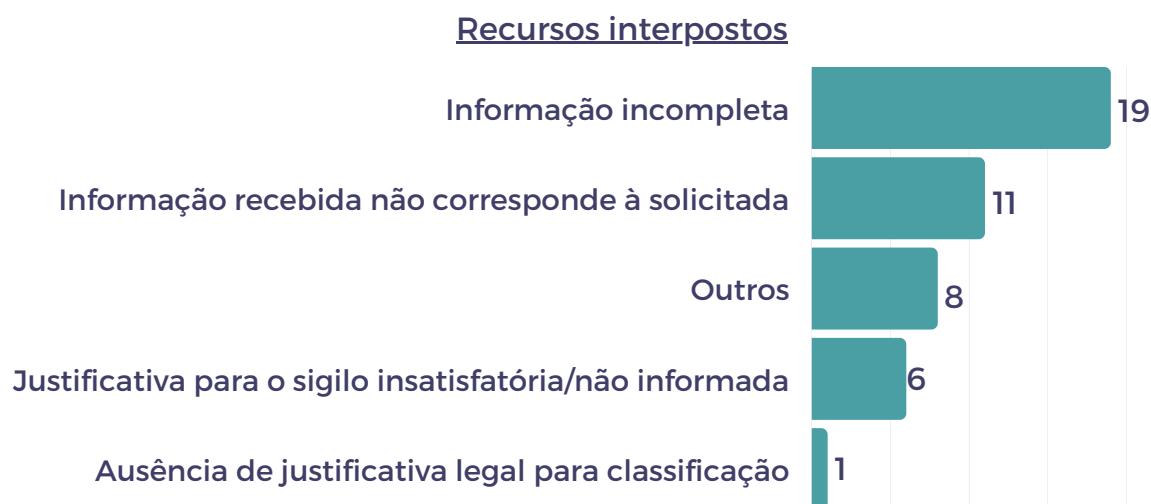 Recursos interpostos
Informação incompleta 19
Informação recebida não corresponde à solicitada 11
Outros 8
Justificativa para o sigilo insatisfatória/não informada 6
Ausência de justificativa legal para classificação 1